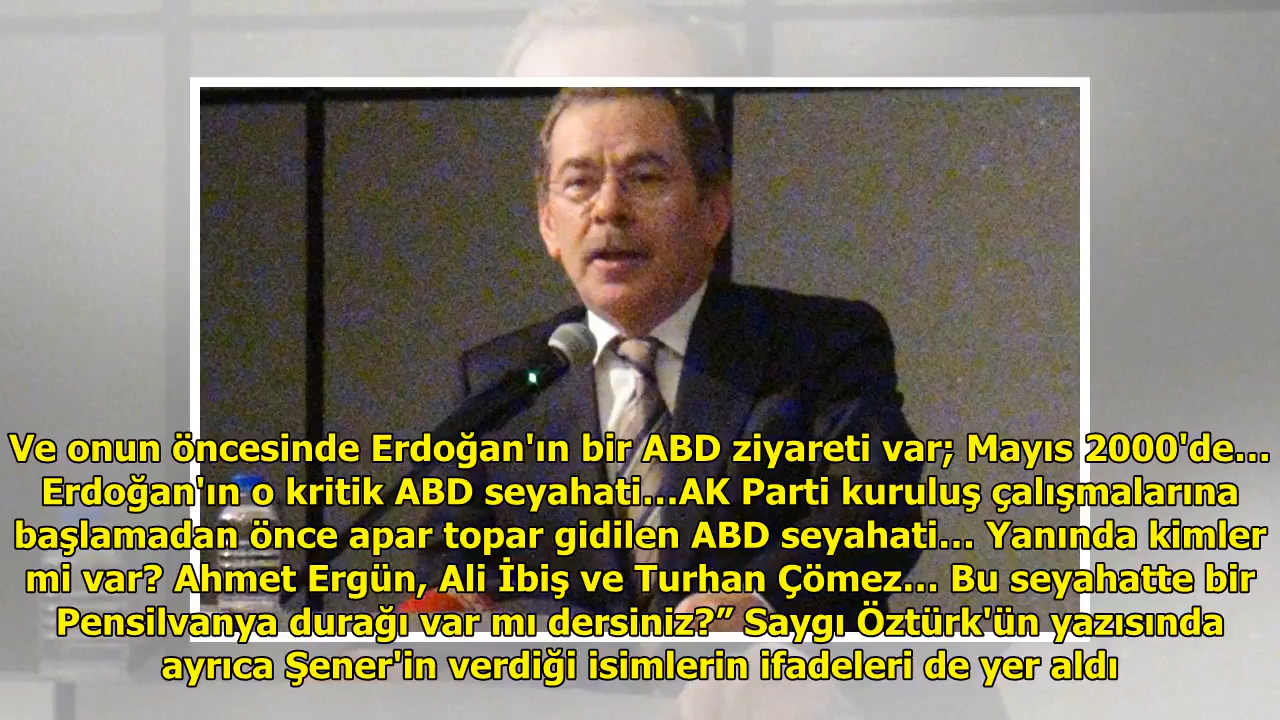 Ve onun öncesinde Erdoğan'ın bir ABD ziyareti var; Mayıs 2000'de...
Erdoğan'ın o kritik ABD seyahati...AK Parti kuruluş çalışmalarına
başlamadan önce apar topar gidilen ABD seyahati... Yanında kimler
mi var? Ahmet Ergün, Ali İbiş ve Turhan Çömez... Bu seyahatte bir
Pensilvanya durağı var mı dersiniz?” Saygı Öztürk'ün yazısında
ayrıca Şener'in verdiği isimlerin ifadeleri de yer aldı